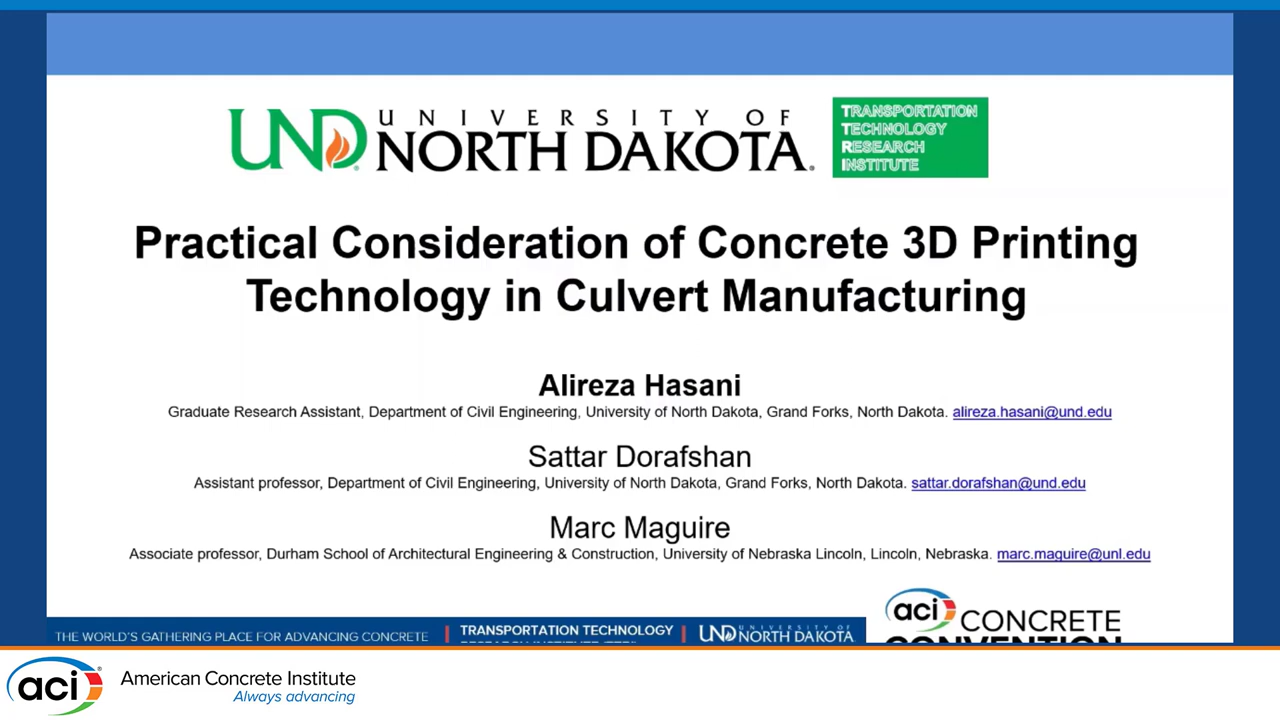 UND UNIVERSITY OF
NORTH DAKOTA.
TRANSPORTATION
TECHNOLOGY
RESEARCH
INSTITUTE
Practical Consideration of Concrete 3D Printing
Technology in Culvert Manufacturing
Alireza Hasani
Graduate Research Assistant, Department of Civil Engineering, University of North Dakota, Grand Forks, North Dakota. alireza.hasani@und.edu
Sattar Dorafshan
Assistant professor, Department of Civil Engineering, University of North Dakota, Grand Forks, North Dakota. sattar.dorafshan@und.edu
Marc Maguire
Associate professor, Durham School of Architectural Engineering & Construction, University of Nebraska Lincoln, Lincoln, Nebraska. marc.maguire@unl.edu
THE WORLD'S GATHERING PLACE FOR ADVANCING CONCRETE | TRANSPORTATION TECHNOLOGY | UND UNIVERSITY OF NORTH DAKOTA
aci CONCRETE
CONVENTION
aci American Concrete Institute
Always advancing